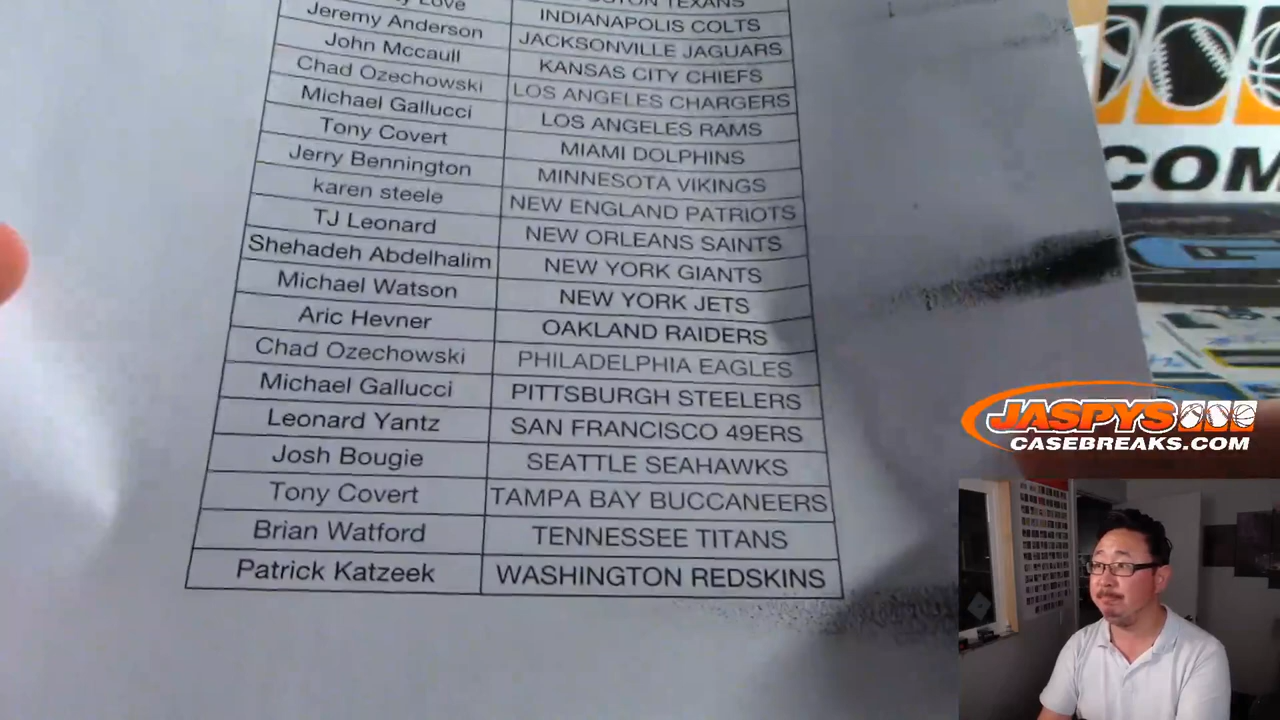 Love
TEXANS
Jeremy Anderson INDIANAPOLIS COLTS
John Mccaull JACKSONVILLE JAGUARS
Chad Ozechowski KANSAS CITY CHIEFS
Michael Gallucci LOS ANGELES CHARGERS
Tony Covert LOS ANGELES RAMS
Jerry Bennington MIAMI DOLPHINS
karen steele MINNESOTA VIKINGS
TJ Leonard NEW ENGLAND PATRIOTS
Shehadeh Abdelhalim NEW ORLEANS SAINTS
Michael Watson NEW YORK GIANTS
Aric Hevner NEW YORK JETS
Chad Ozechowski OAKLAND RAIDERS
Michael Gallucci PHILADELPHIA EAGLES
Leonard Yantz PITTSBURGH STEELERS
Josh Bougie SAN FRANCISCO 49ERS
Tony Covert SEATTLE SEAHAWKS
Brian Watford TAMPA BAY BUCCANEERS
Patrick Katzeek TENNESSEE TITANS
WASHINGTON REDSKINS
.COM
JASPYS
CASEBREAKS.COM